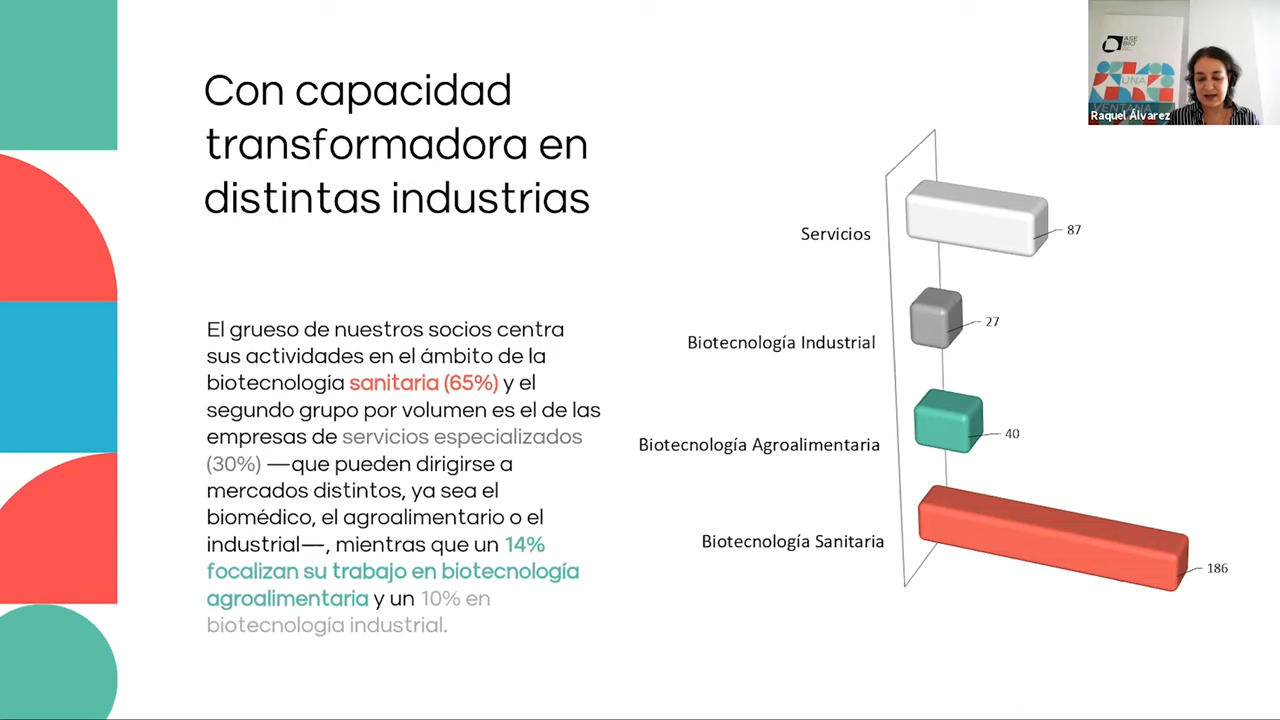 Con capacidad
transformadora en
distintas industrias
El grueso de nuestros socios centra
sus actividades en el ámbito de la
biotecnología sanitaria (65%) y el
segundo grupo por volumen es el de las
empresas de servicios especializados
(30%) —que pueden dirigirse a
mercados distintos, ya sea el
biomédico, el agroalimentario o el
industrial—, mientras que un 14%
focalizan su trabajo en biotecnología
agroalimentaria y un 10% en
biotecnología industrial.
Servicios
87
Biotecnología Industrial
27
Biotecnología Agroalimentaria
40
Biotecnología Sanitaria
186
ASE
BIO
UNA
VENTANA
Raquel Álvarez